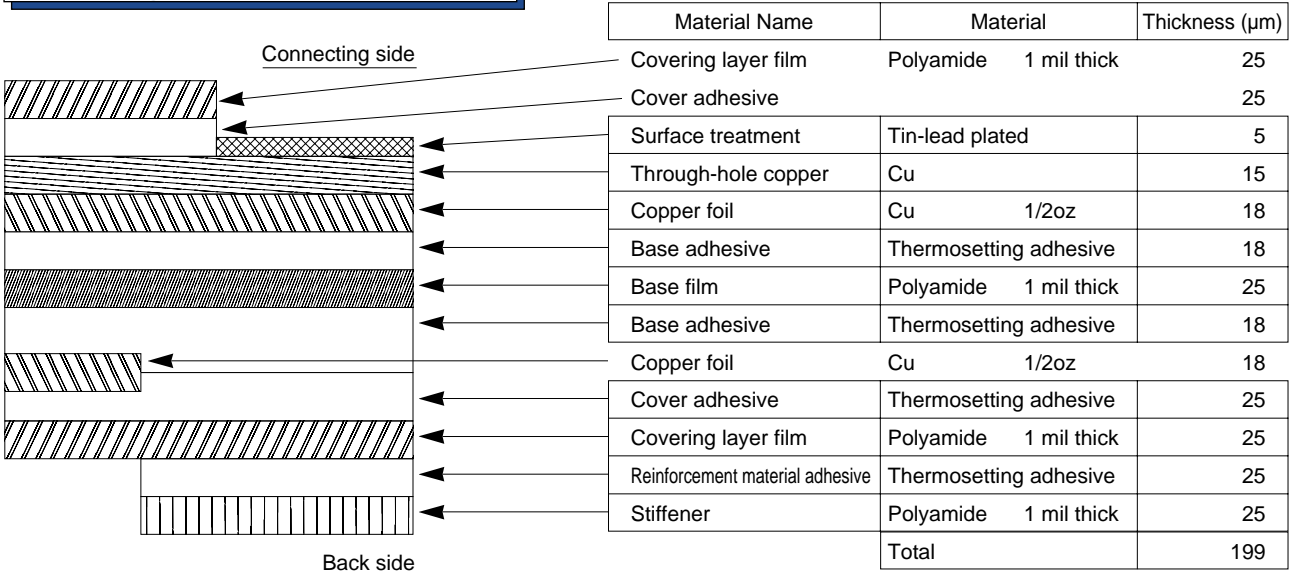 Material Name Material Thickness (µm)
Connecting side
Covering layer film Polyamide 1 mil thick 25
Cover adhesive 25
Surface treatment Tin-lead plated 5
Through-hole copper Cu 15
Copper foil Cu 1/2oz 18
Base adhesive Thermosetting adhesive 18
Base film Polyamide 1 mil thick 25
Base adhesive Thermosetting adhesive 18
Copper foil Cu 1/2oz 18
Cover adhesive Thermosetting adhesive 25
Covering layer film Polyamide 1 mil thick 25
Reinforcement material adhesive Thermosetting adhesive 25
Stiffener Polyamide 1 mil thick 25
Total 199
Back side